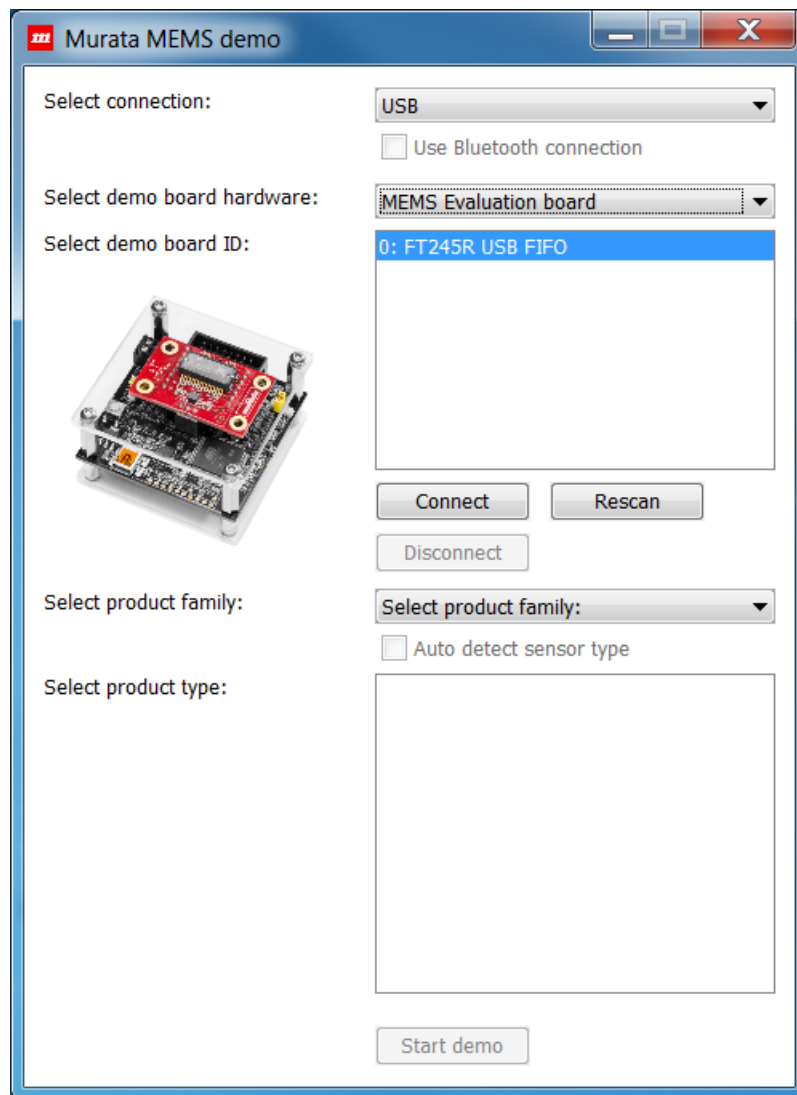 m Murata MEMS demo
Select connection: USB
Use Bluetooth connection
Select demo board hardware: MEMS Evaluation board
Select demo board ID: 0: FT245R USB FIFO
Connect Rescan
Disconnect
Select product family: Select product family:
Auto detect sensor type
Select product type:
Start demo